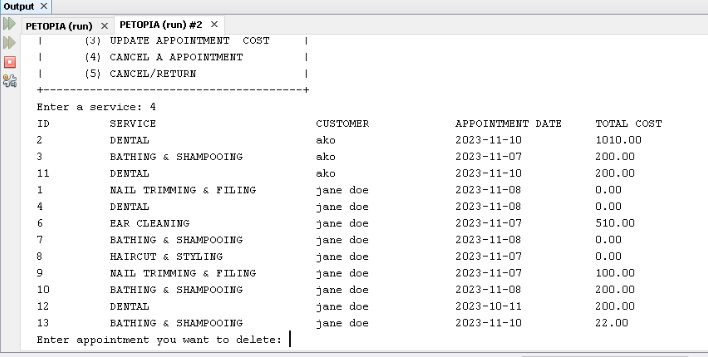 Output ×
PETOPIA (run) × PETOPIA (run) #2 ×
| (3) UPDATE APPOINTMENT COST |
| (4) CANCEL A APPOINTMENT |
| (5) CANCEL/RETURN |
+---------------------------------------+
Enter a service: 4
ID SERVICE CUSTOMER APPOINTMENT DATE TOTAL COST
2 DENTAL ako 2023-11-10 1010.00
3 BATHING & SHAMPOOING ako 2023-11-07 200.00
11 DENTAL ako 2023-11-10 200.00
1 NAIL TRIMMING & FILING jane doe 2023-11-08 0.00
4 DENTAL jane doe 2023-11-08 0.00
6 EAR CLEANING jane doe 2023-11-07 510.00
7 BATHING & SHAMPOOING jane doe 2023-11-08 0.00
8 HAIRCUT & STYLING jane doe 2023-11-07 0.00
9 NAIL TRIMMING & FILING jane doe 2023-11-07 100.00
10 BATHING & SHAMPOOING jane doe 2023-11-08 200.00
12 DENTAL jane doe 2023-10-11 200.00
13 BATHING & SHAMPOOING jane doe 2023-11-10 22.00
Enter appointment you want to delete: